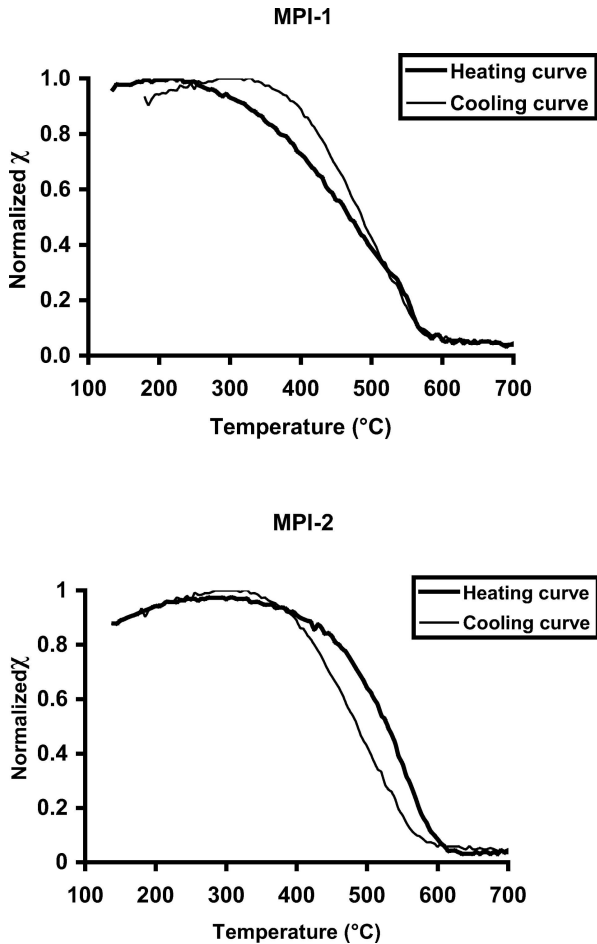 MPI-1
Heating curve
Cooling curve
Normalized χ
1.0
0.8
0.6
0.4
0.2
0.0
100 200 300 400 500 600 700
Temperature (°C)
MPI-2
Heating curve
Cooling curve
Normalizedχ
1
0.8
0.6
0.4
0.2
0
100 200 300 400 500 600 700
Temperature (°C)